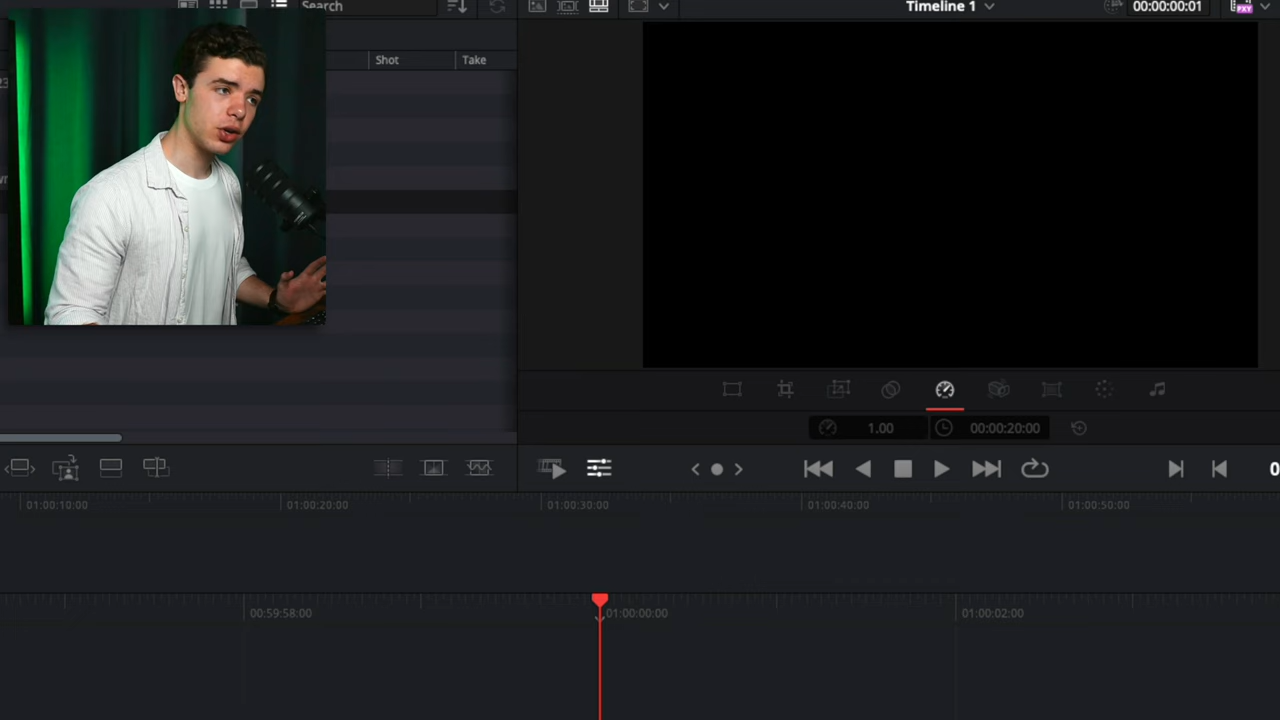 Search
Timeline 1
00:00:00:01
PXY
Shot
Take
1.00
00:00:20:00
01:00:10:00
01:00:20:00
01:00:30:00
01:00:40:00
01:00:50:00
00:59:58:00
01:00:00:00
01:00:02:00